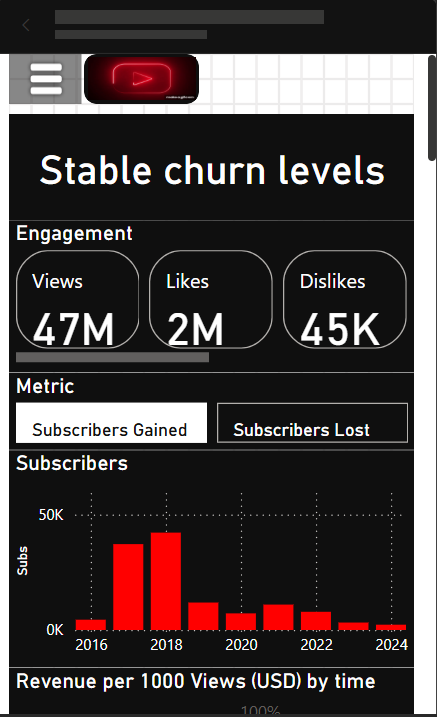 Stable churn levels
Engagement
Views Likes Dislikes
47M 2M 45K
Metric
Subscribers Gained Subscribers Lost
Subscribers
50K
Subs
0K
2016 2018 2020 2022 2024
Revenue per 1000 Views (USD) by time
100%